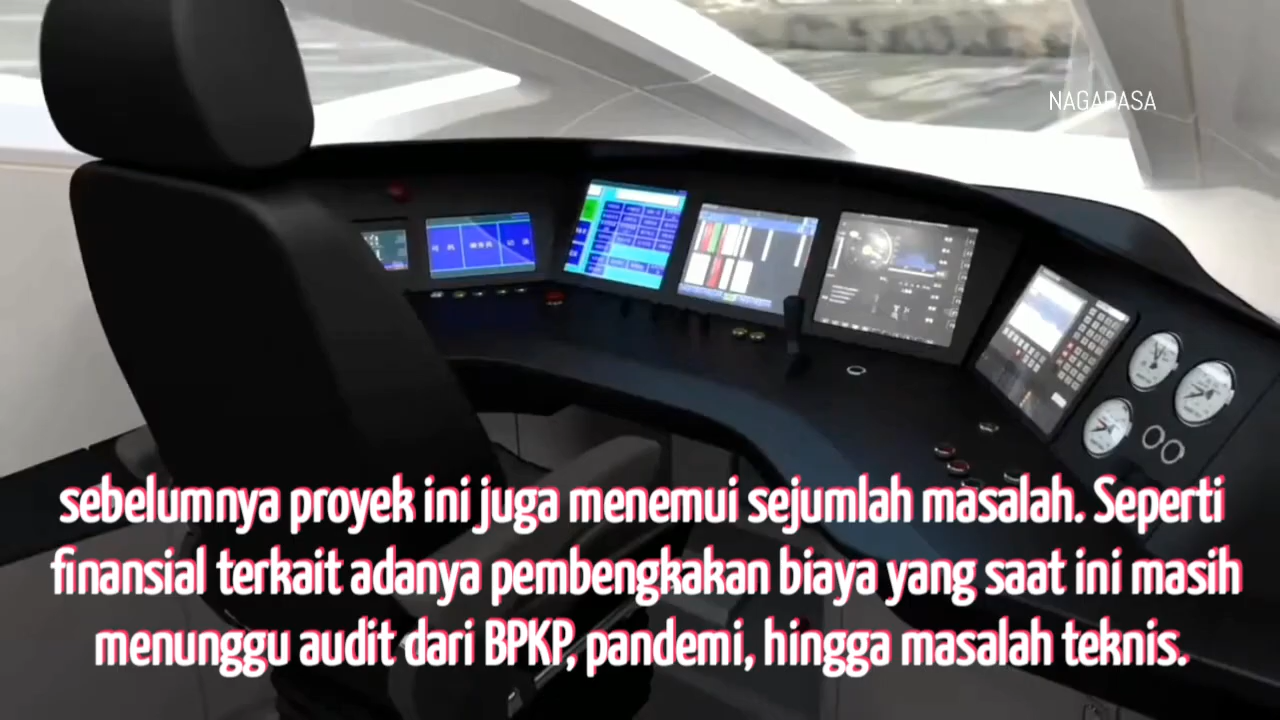 NAGAPASA
sebelumnya proyek ini juga menemui sejumlah masalah. Seperti
finansial terkait adanya pembengkakan biaya yang saat ini masih
menunggu audit dari BPKP, pandemi, hingga masalah teknis.